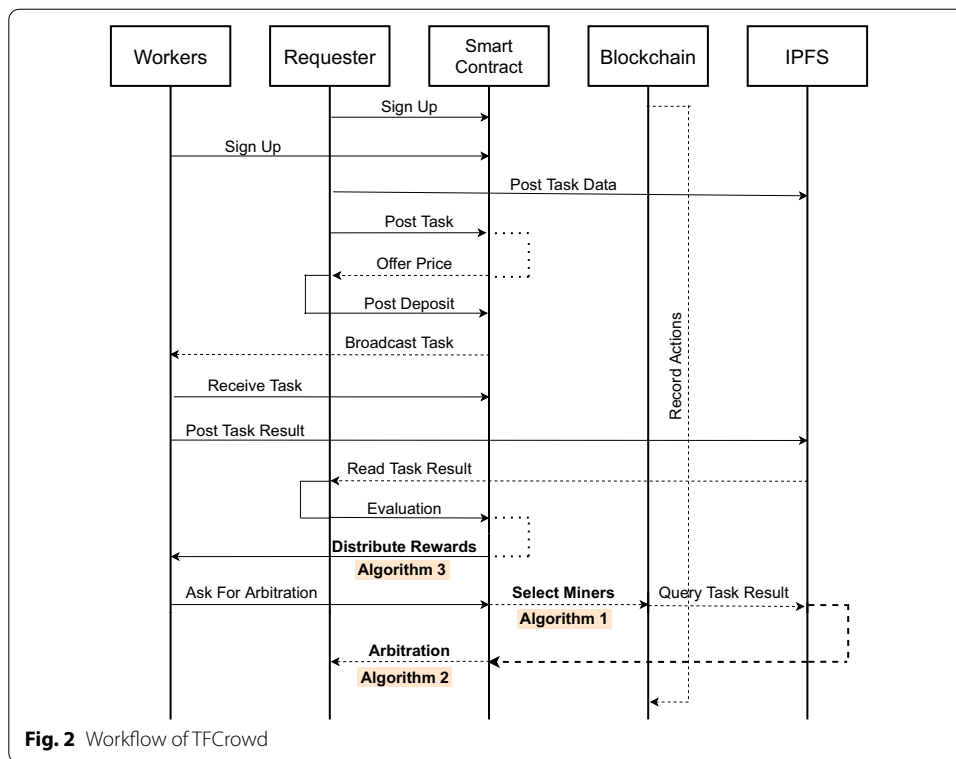 Workers
Requester
Smart
Contract
Blockchain
IPFS
Sign Up
Sign Up
Post Task Data
Post Task
Offer Price
Post Deposit
Broadcast Task
Record Actions
Receive Task
Post Task Result
Read Task Result
Evaluation
Distribute Rewards
Algorithm 3
Ask For Arbitration
Select Miners
Query Task Result
Algorithm 1
Arbitration
Algorithm 2
Fig. 2 Workflow of TFCrowd